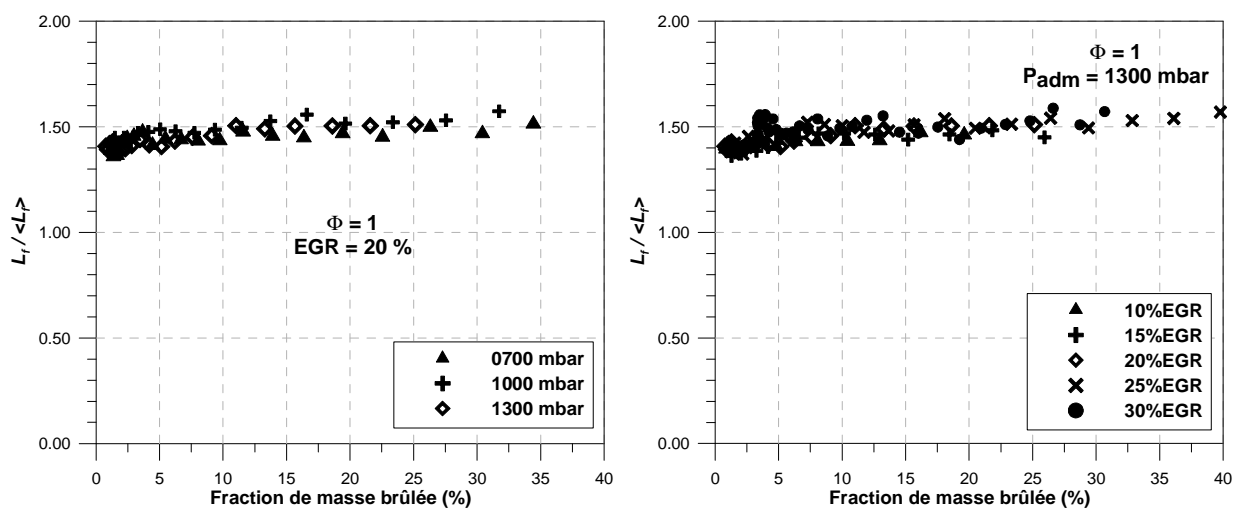 2.00
1.50
1.00
0.50
0.00
L_f / <L_f>
Φ = 1
EGR = 20 %
0700 mbar
1000 mbar
1300 mbar
0 5 10 15 20 25 30 35 40
Fraction de masse brûlée (%)
2.00
1.50
1.00
0.50
0.00
L_f / <L_f>
Φ = 1
P_adm = 1300 mbar
10%EGR
15%EGR
20%EGR
25%EGR
30%EGR
0 5 10 15 20 25 30 35 40
Fraction de masse brûlée (%)